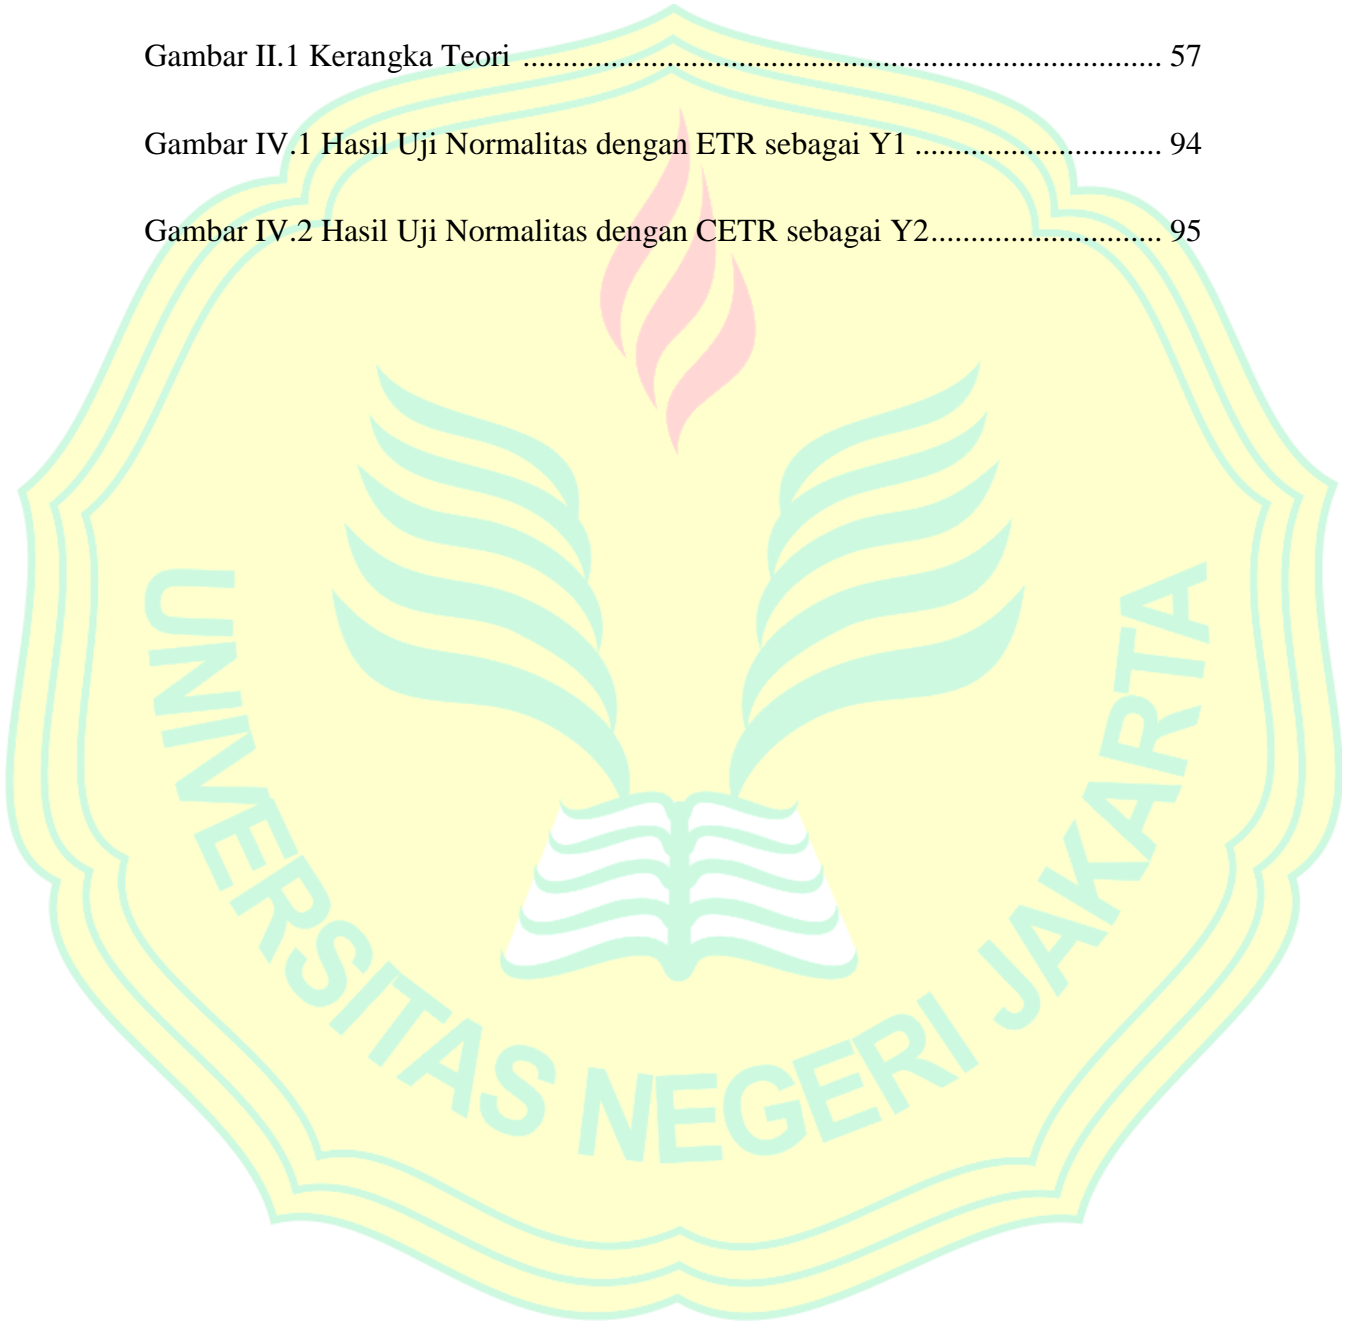 Gambar II.1 Kerangka Teori ................................................................................ 57
Gambar IV.1 Hasil Uji Normalitas dengan ETR sebagai Y1 ............................... 94
Gambar IV.2 Hasil Uji Normalitas dengan CETR sebagai Y2............................. 95
UNIVERSITAS NEGERI JAKARTA